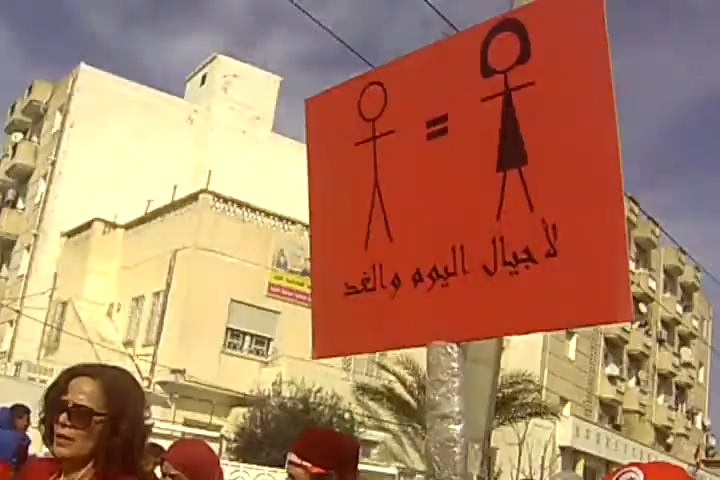 =
لأجيال اليوم والغد